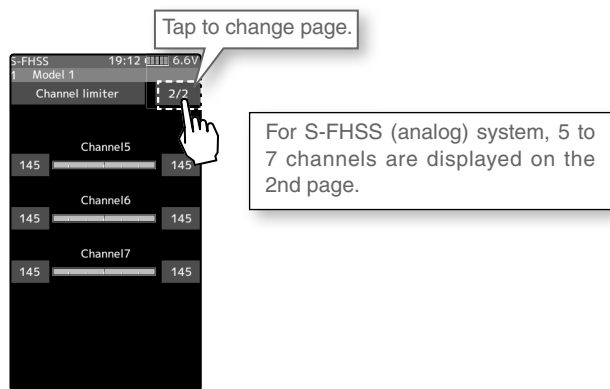 Tap to change page.
S-FHSS 19:12 6.6V
1 Model 1
Channel limiter 2/2
Channel5
145 145
Channel6
145 145
Channel7
145 145
For S-FHSS (analog) system, 5 to
7 channels are displayed on the
2nd page.